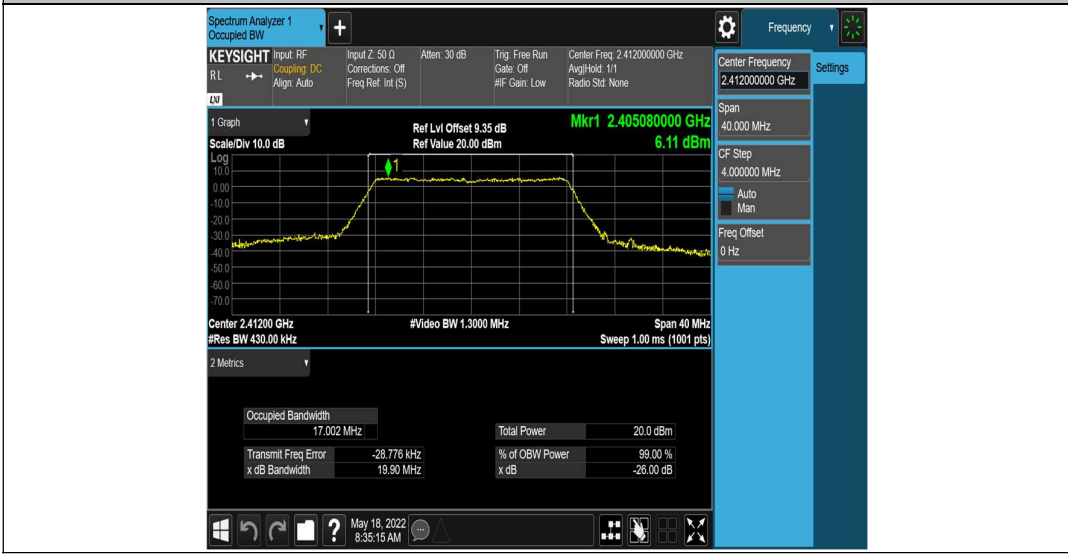 Spectrum Analyzer 1
Occupied BW
+
Frequency
KEYSIGHT
RL
LXI
Input: RF
Coupling: DC
Align: Auto
Input Z: 50 Ω
Corrections: Off
Freq Ref: Int (S)
Atten: 30 dB
Trig: Free Run
Gate: Off
#IF Gain: Low
Center Freq: 2.412000000 GHz
Avg|Hold: 1/1
Radio Std: None
Center Frequency
2.412000000 GHz
Settings
Span
40.000 MHz
CF Step
4.000000 MHz
Auto
Man
Freq Offset
0 Hz
1 Graph
Scale/Div 10.0 dB
Ref Lvl Offset 9.35 dB
Ref Value 20.00 dBm
Mkr1 2.405080000 GHz
6.11 dBm
Log
1
10.0
0.00
-10.0
-20.0
-30.0
-40.0
-50.0
-60.0
-70.0
Center 2.41200 GHz
#Res BW 430.00 kHz
#Video BW 1.3000 MHz
Span 40 MHz
Sweep 1.00 ms (1001 pts)
2 Metrics
Occupied Bandwidth
17.002 MHz
Total Power 20.0 dBm
Transmit Freq Error -28.776 kHz
% of OBW Power 99.00 %
x dB Bandwidth 19.90 MHz
x dB -26.00 dB
?
May 18, 2022
8:35:15 AM